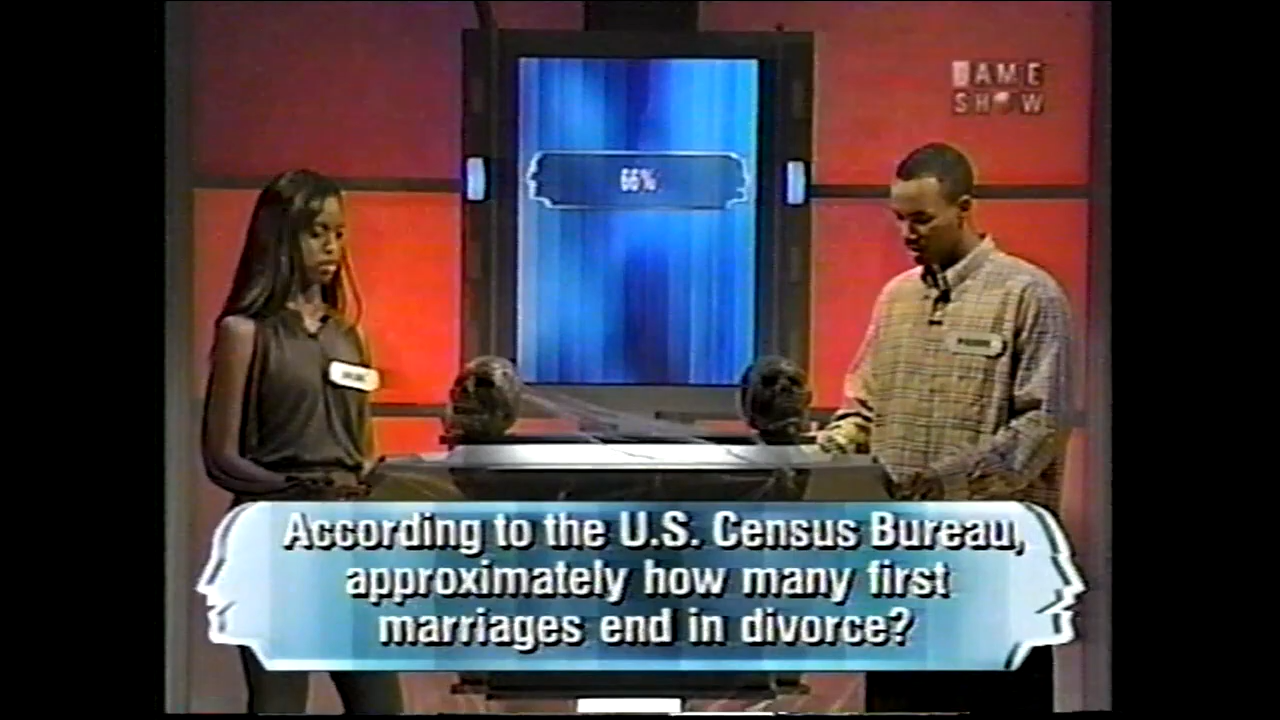 GAME
SHOW
66%
According to the U.S. Census Bureau,
approximately how many first
marriages end in divorce?